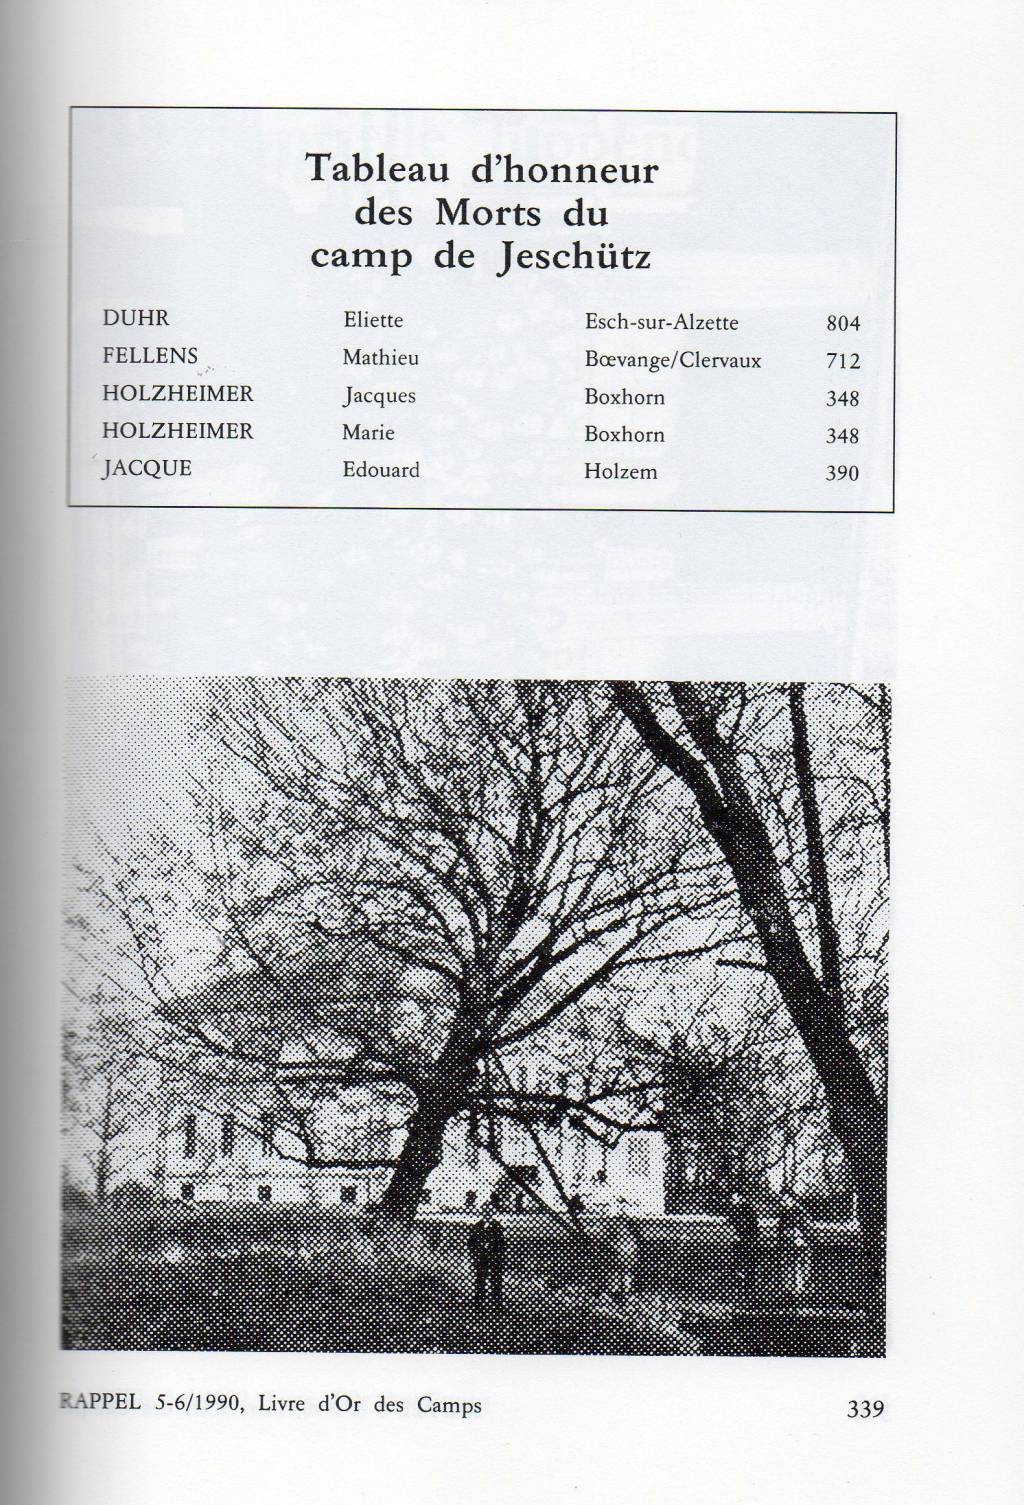 Tableau d'honneur
des Morts du
camp de Jeschütz
DUHR Eliette Esch-sur-Alzette 804
FELLENS Mathieu Bœvange/Clervaux 712
HOLZHEIMER Jacques Boxhorn 348
HOLZHEIMER Marie Boxhorn 348
JACQUE Edouard Holzem 390
RAPPEL 5-6/1990, Livre d'Or des Camps 339